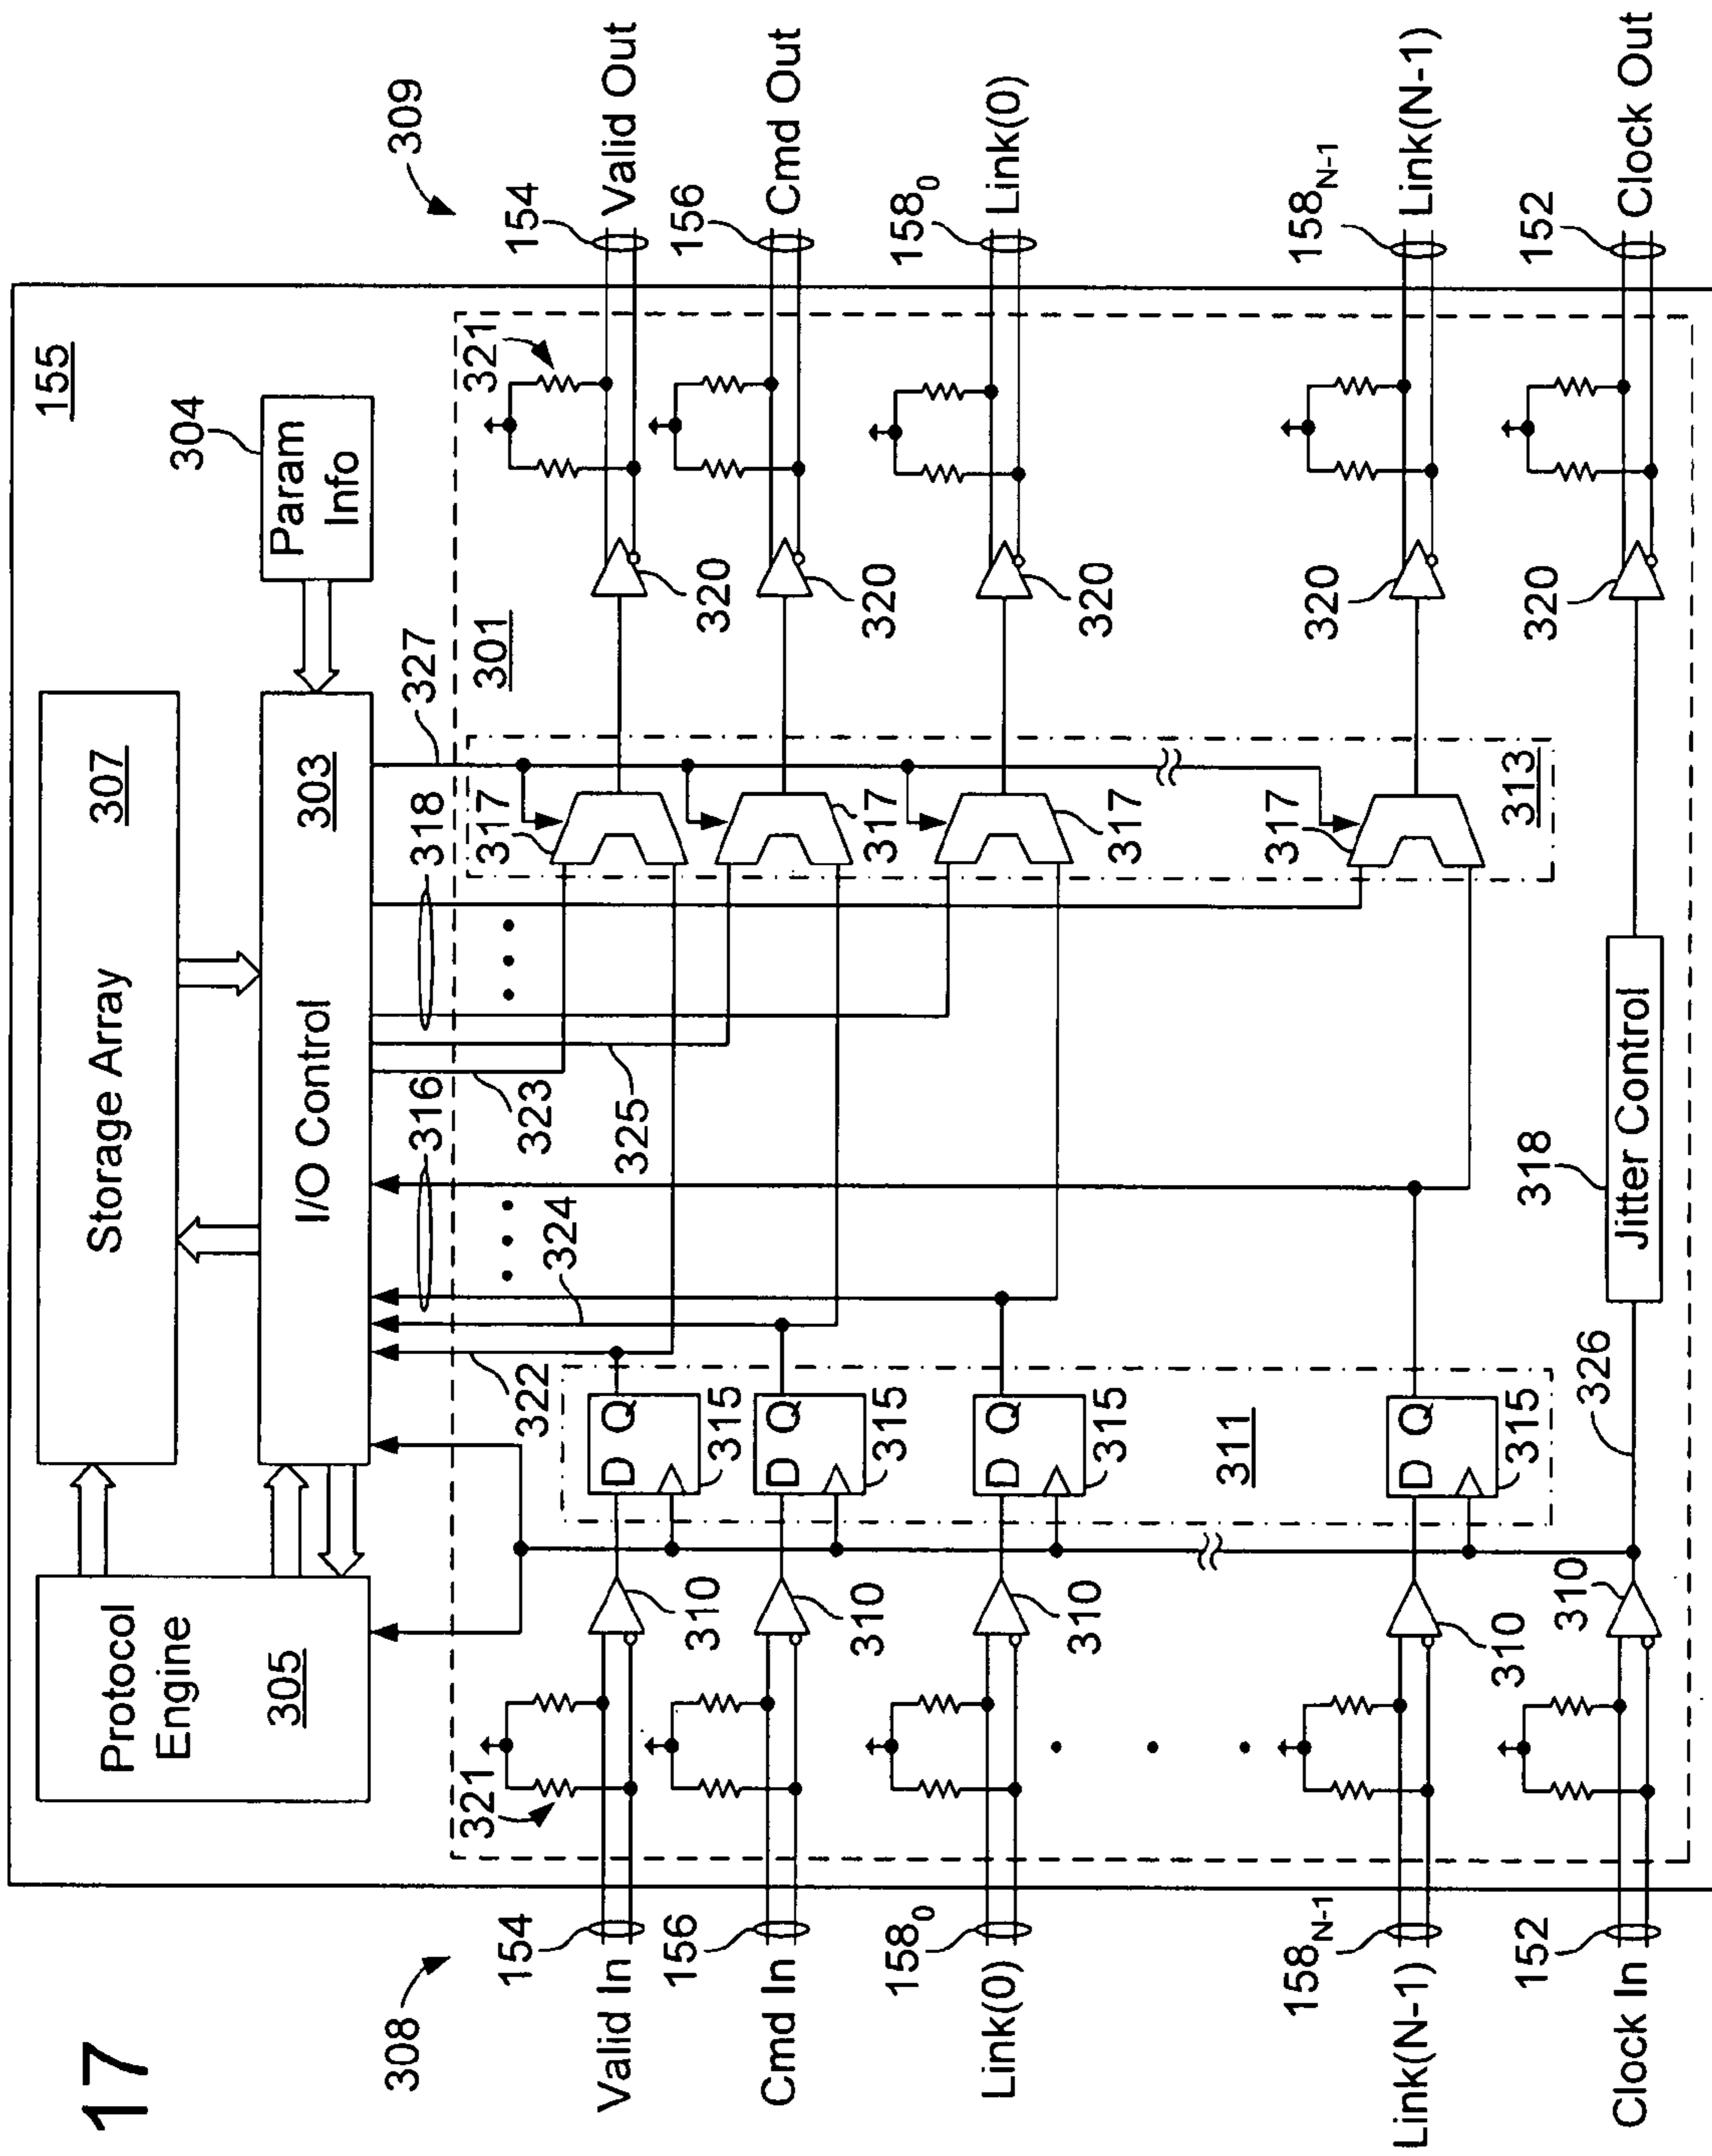 17
155
Protocol
Engine
305
Storage Array
307
I/O Control
303
304
Param
Info
308
309
322
324
316
323
325
318
327
301
321
321
154
Valid In
310
D Q
315
317
320
154
Valid Out
156
Cmd In
310
D Q
315
317
320
156
Cmd Out
158₀
Link(0)
310
D Q
315
317
320
158₀
Link(0)
311
313
158N-1
Link(N-1)
310
D Q
315
317
320
158N-1
Link(N-1)
152
Clock In
310
326
318
Jitter Control
320
152
Clock Out